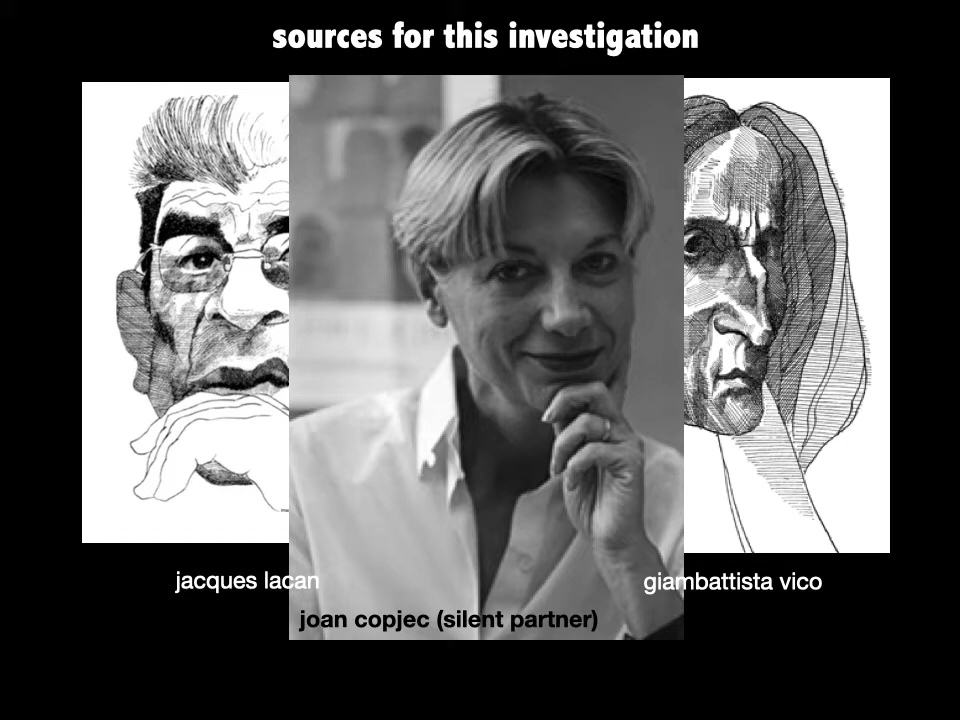 sources for this investigation
jacques lacan
giambattista vico
joan copjec (silent partner)